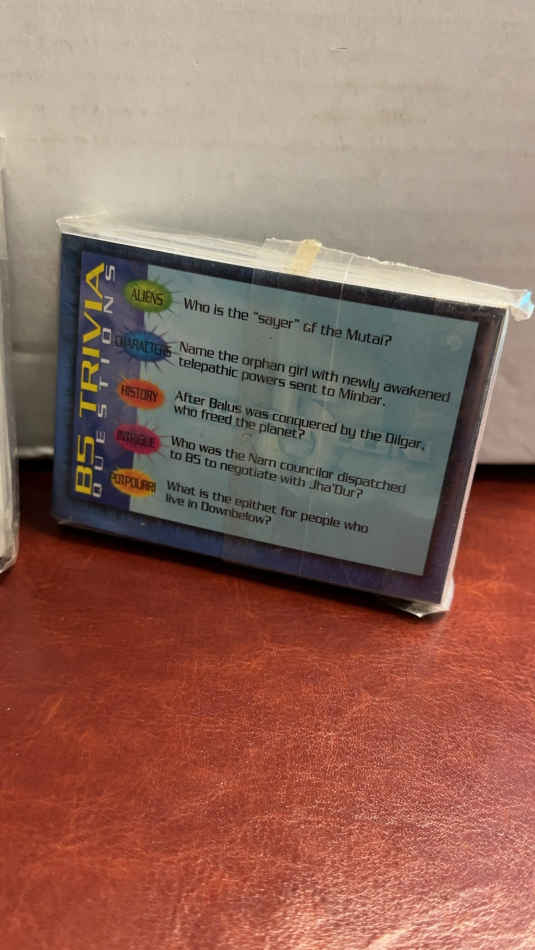 B5 TRIVIA
QUESTIONS
ALIENS
Who is the "sayer" of the Mutai?
CHARACTERS
Name the orphan girl with newly awakened
telepathic powers sent to Minbar.
HISTORY
After Balus was conquered by the Dilgar,
who freed the planet?
INTRIGUE
Who was the Narn councilor dispatched
to B5 to negotiate with Jha'Dur?
POTPOURRI
What is the epithet for people who
live in Downbelow?